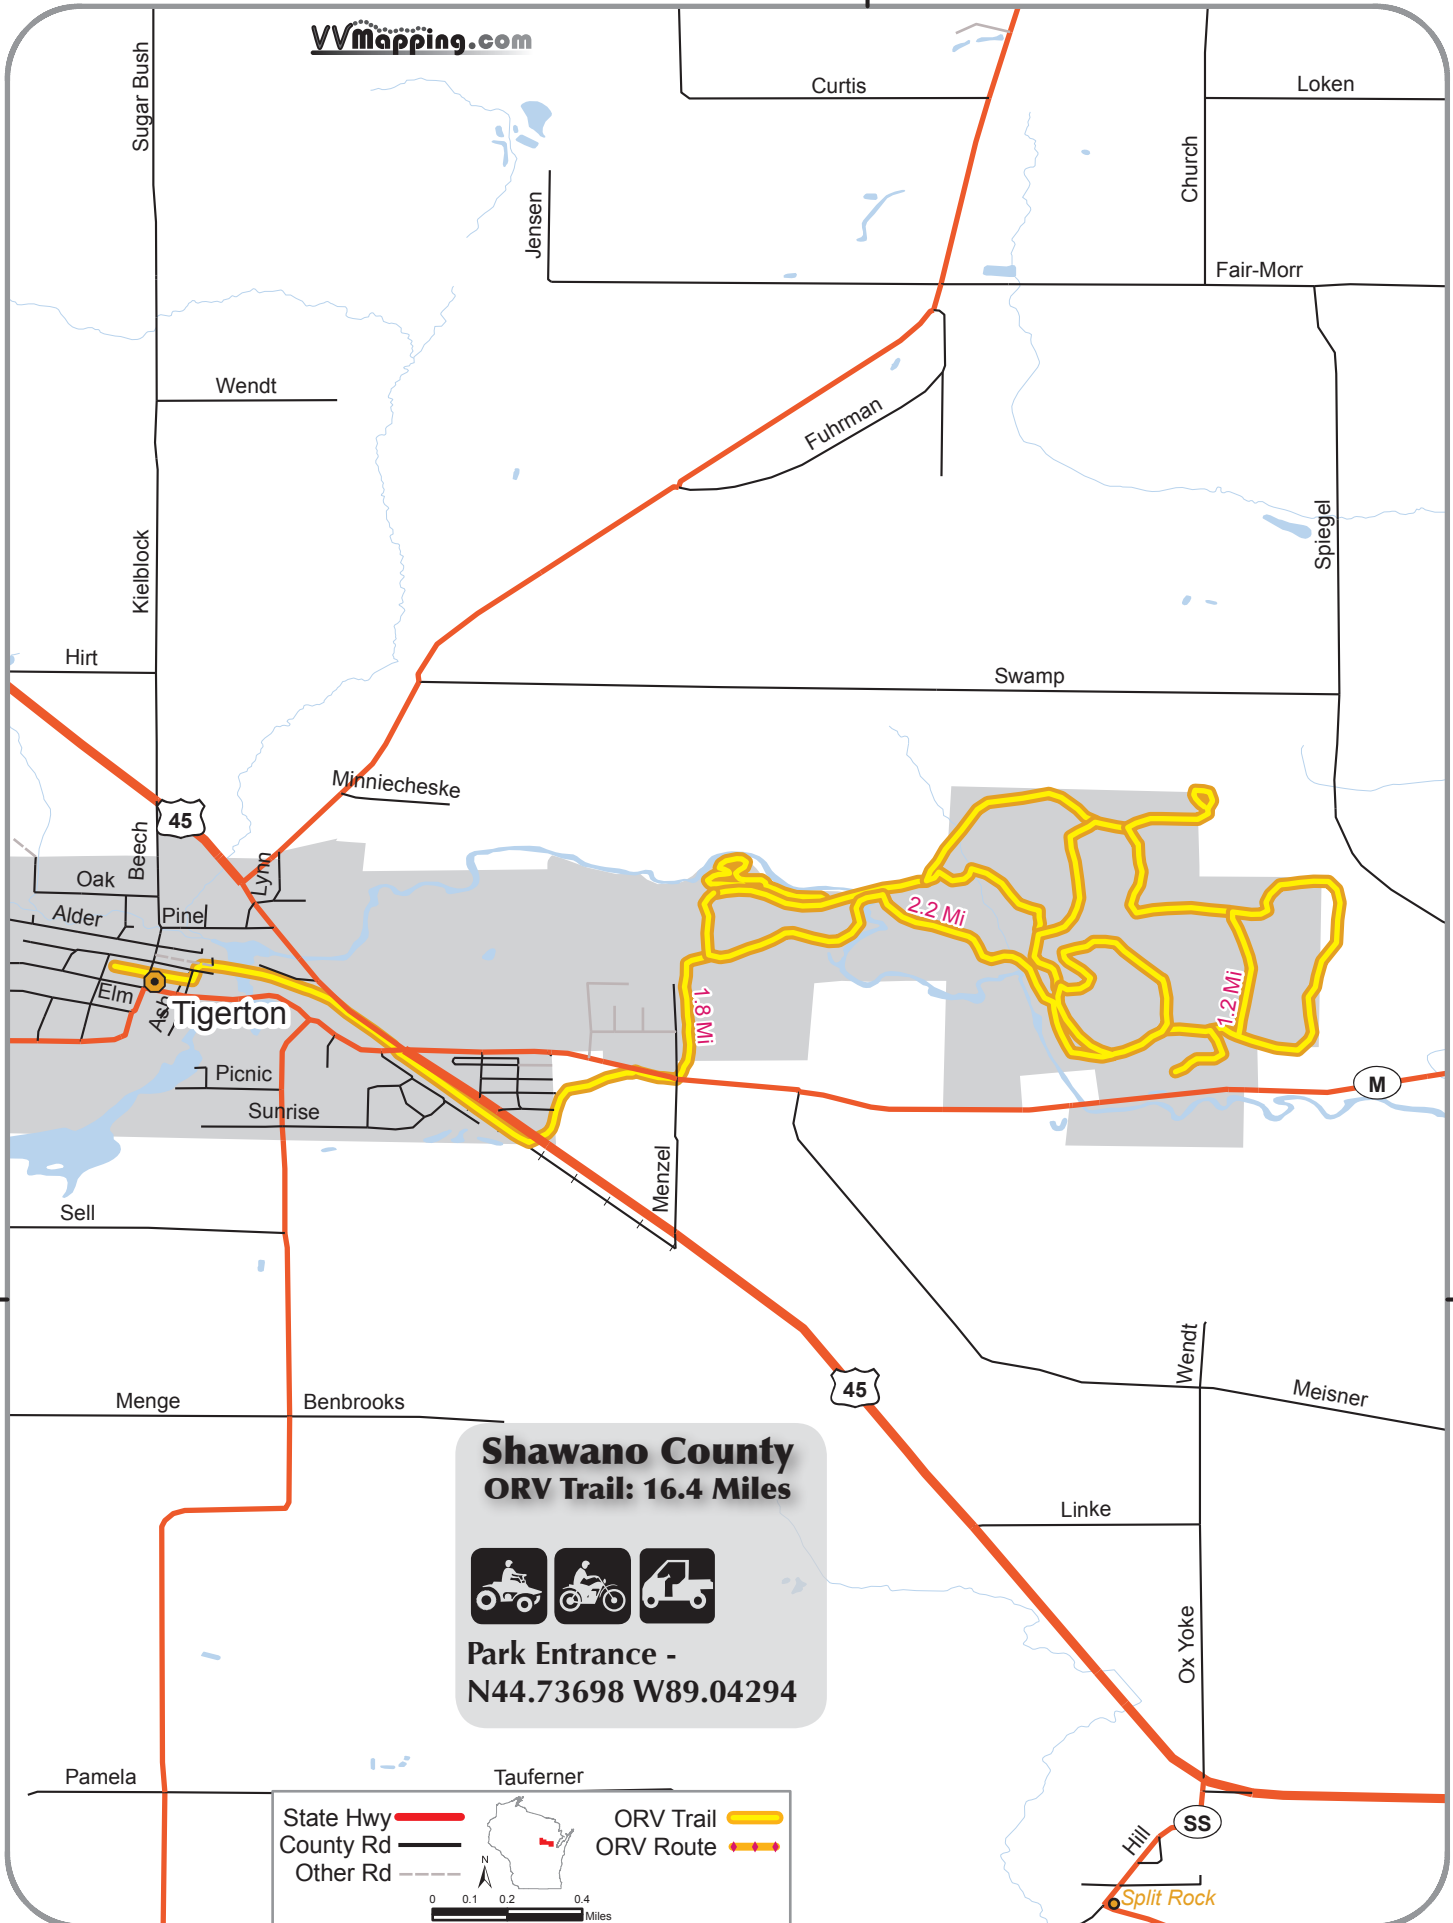 VVMapping.com
Sugar Bush
Curtis
Loken
Church
Jensen
Fair-Morr
Wendt
Fuhrman
Kielblock
Spiegel
Hirt
Swamp
Minniecheske
45
Beech
Lynn
Oak
Alder
Pine
2.2 Mi
Elm
Ash
Tigerton
1.8 Mi
1.2 Mi
Picnic
Sunrise
M
Menzel
Sell
Wendt
Meisner
45
Menge
Benbrooks
Shawano County
ORV Trail: 16.4 Miles
Linke
Park Entrance -
N44.73698 W89.04294
Ox Yoke
Pamela
Tauferner
State Hwy
County Rd
Other Rd
ORV Trail
ORV Route
N
0 0.1 0.2 0.4
Miles
SS
Hill
Split Rock